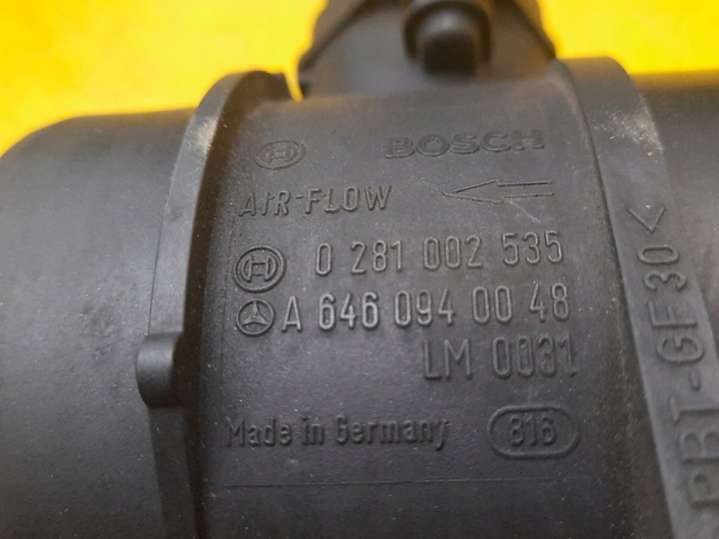 BOSCH
AIR-FLOW
0 281 002 535
A 646 094 00 48
LM 0031
Made in Germany 816
PBT-GF30<